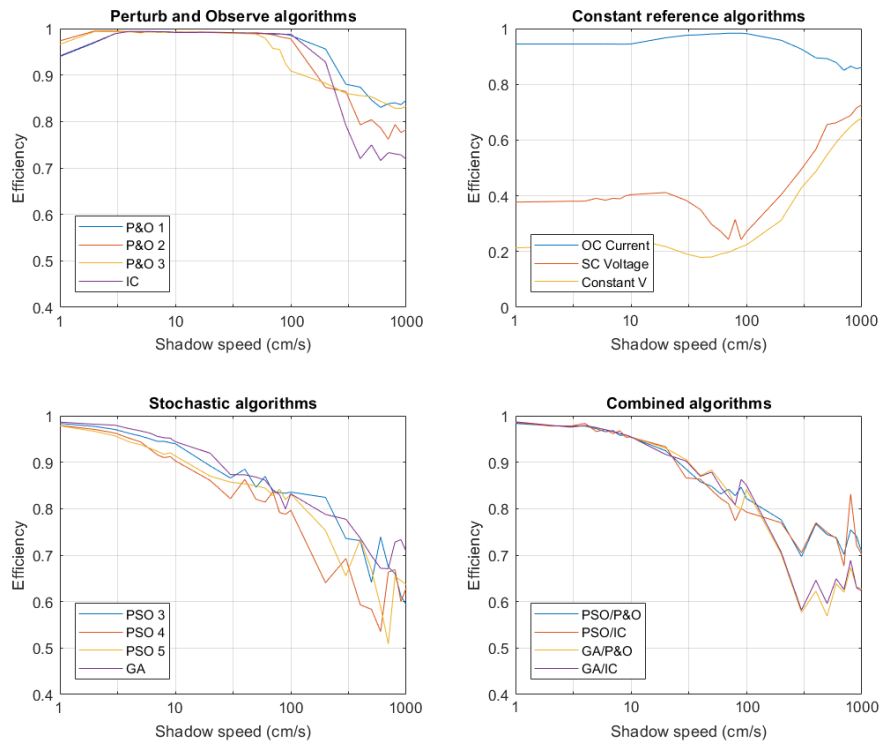 Perturb and Observe algorithms
1
0.9
0.8
0.7
0.6
0.5
0.4
Efficiency
P&O 1
P&O 2
P&O 3
IC
1 10 100 1000
Shadow speed (cm/s)
Constant reference algorithms
1
0.8
0.6
0.4
0.2
0
Efficiency
OC Current
SC Voltage
Constant V
1 10 100 1000
Shadow speed (cm/s)
Stochastic algorithms
1
0.9
0.8
0.7
0.6
0.5
0.4
Efficiency
PSO 3
PSO 4
PSO 5
GA
1 10 100 1000
Shadow speed (cm/s)
Combined algorithms
1
0.9
0.8
0.7
0.6
0.5
0.4
Efficiency
PSO/P&O
PSO/IC
GA/P&O
GA/IC
1 10 100 1000
Shadow speed (cm/s)